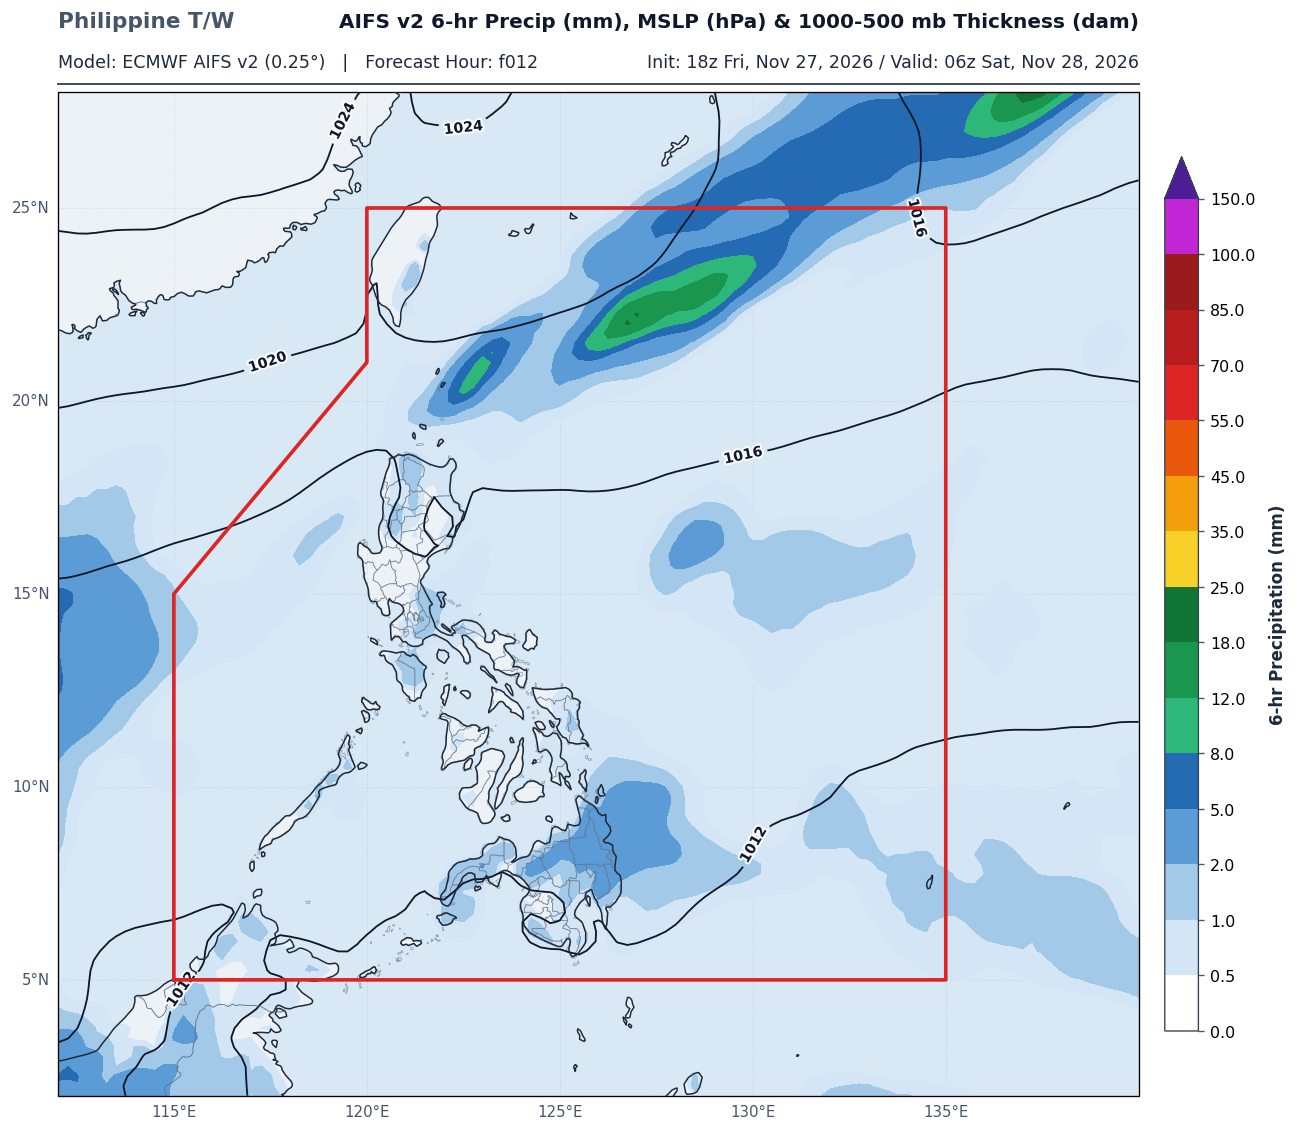 Philippine T/W
AIFS v2 6-hr Precip (mm), MSLP (hPa) & 1000-500 mb Thickness (dam)
Model: ECMWF AIFS v2 (0.25°)   |   Forecast Hour: f012
Init: 18z Fri, Nov 27, 2026 / Valid: 06z Sat, Nov 28, 2026
1024
1024
1016
1020
1016
1012
1012
25°N
20°N
15°N
10°N
5°N
115°E
120°E
125°E
130°E
135°E
150.0
100.0
85.0
70.0
55.0
45.0
35.0
25.0
18.0
12.0
8.0
5.0
2.0
1.0
0.5
0.0
6-hr Precipitation (mm)